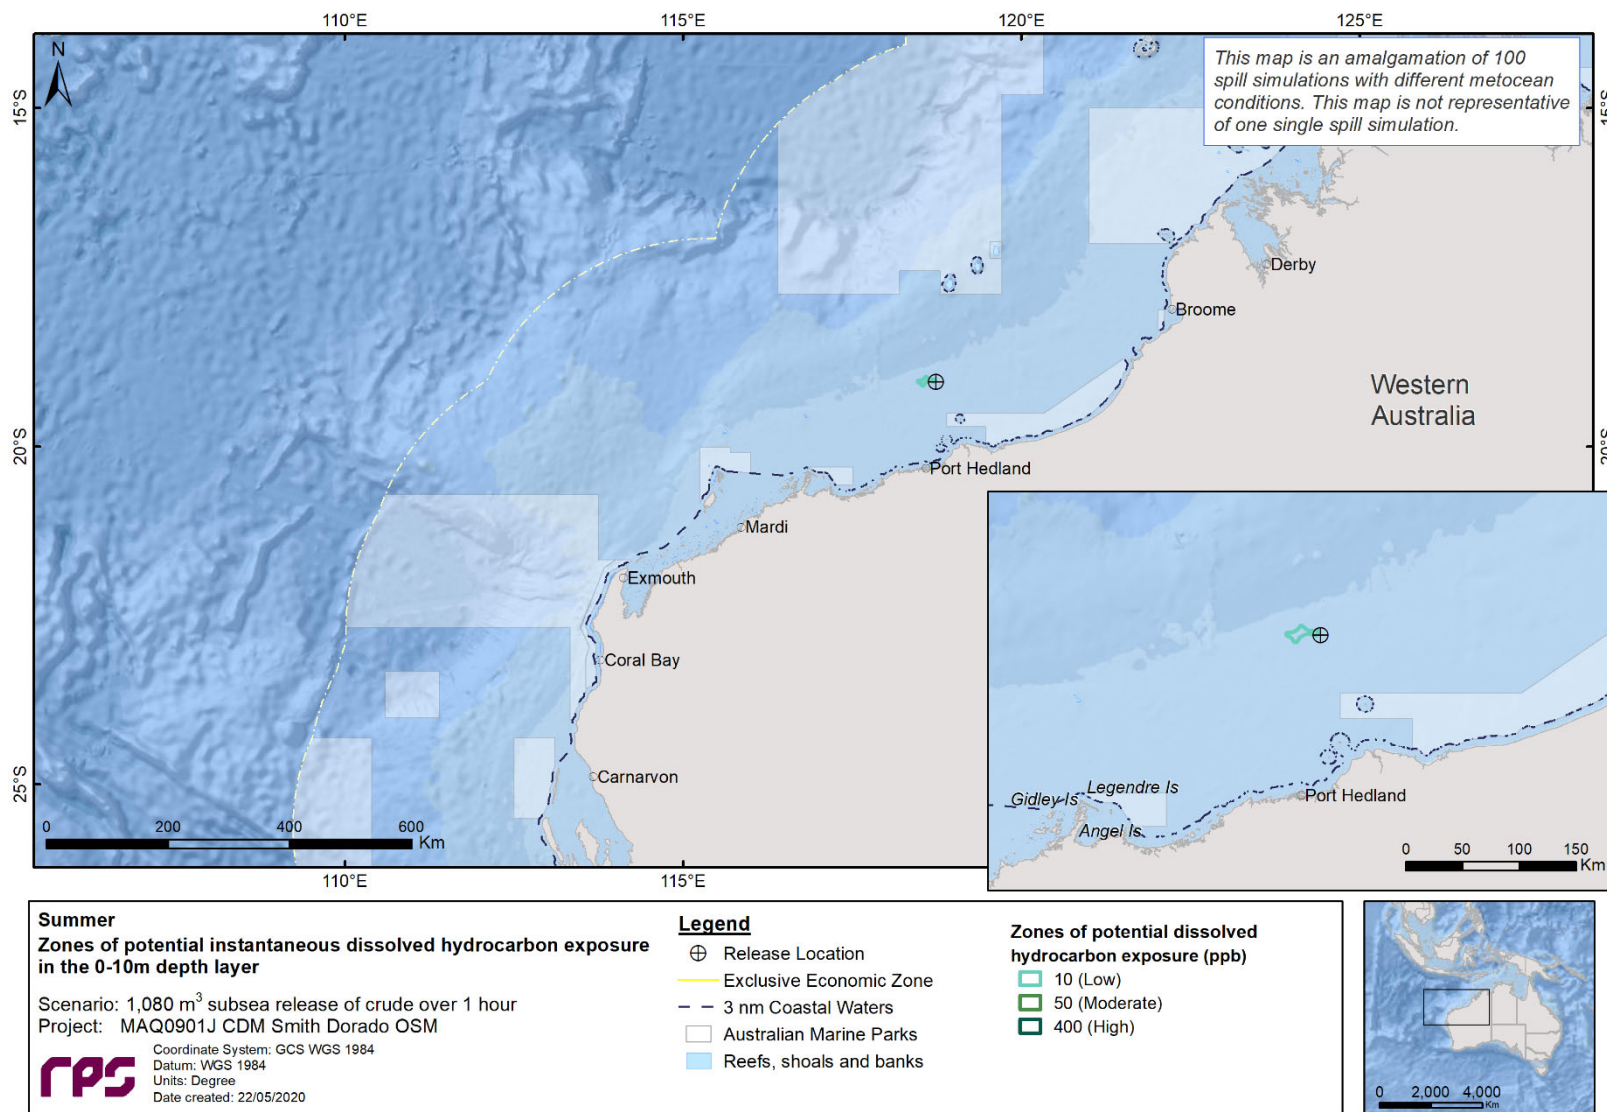 110°E
115°E
120°E
125°E
N
This map is an amalgamation of 100
spill simulations with different metocean
conditions. This map is not representative
of one single spill simulation.
15°S
15°S
Derby
Broome
Western
Australia
20°S
20°S
Port Hedland
Mardi
Exmouth
Coral Bay
Carnarvon
25°S
0 200 400 600
Km
Legendre Is
Gidley Is
Angel Is
Port Hedland
0 50 100 150
Km
110°E
115°E
Summer
Zones of potential instantaneous dissolved hydrocarbon exposure
in the 0-10m depth layer
Scenario: 1,080 m³ subsea release of crude over 1 hour
Project: MAQ0901J CDM Smith Dorado OSM
rps
Coordinate System: GCS WGS 1984
Datum: WGS 1984
Units: Degree
Date created: 22/05/2020
Legend
Release Location
Exclusive Economic Zone
3 nm Coastal Waters
Australian Marine Parks
Reefs, shoals and banks
Zones of potential dissolved
hydrocarbon exposure (ppb)
10 (Low)
50 (Moderate)
400 (High)
0 2,000 4,000
Km